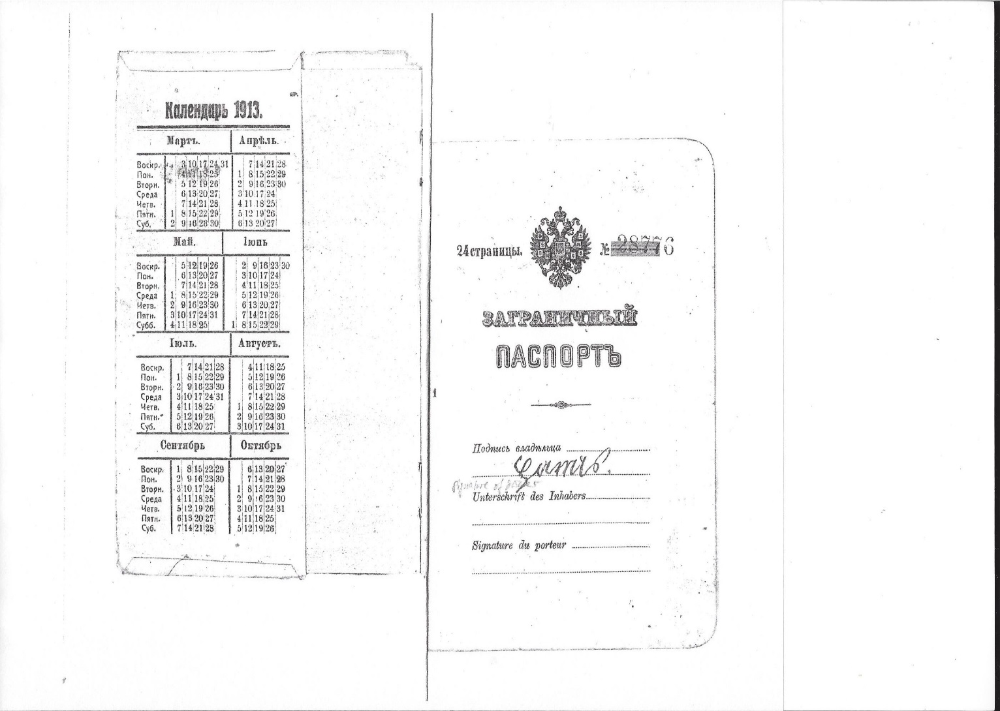 Календарь 1913.
Мартъ. Апрѣль.
Воскр. 3 10 17 24 31 7 14 21 28
Пон. 4 18 25 1 8 15 22 29
Вторн. 5 12 19 26 2 9 16 23 30
Среда 6 13 20 27 3 10 17 24
Четв. 7 14 21 28 4 11 18 25
Пятн. 1 8 15 22 29 5 12 19 26
Суб. 2 9 16 23 30 6 13 20 27
Май. Іюнь
Воскр. 5 12 19 26 2 9 16 23 30
Пон. 6 13 20 27 3 10 17 24
Вторн. 7 14 21 28 4 11 18 25
Среда 1 8 15 22 29 5 12 19 26
Четв. 2 9 16 23 30 6 13 20 27
Пятн. 3 10 17 24 31 7 14 21 28
Субб. 4 11 18 25 1 8 15 22 29
Іюль. Августъ.
Воскр. 7 14 21 28 4 11 18 25
Пон. 1 8 15 22 29 5 12 19 26
Вторн. 2 9 16 23 30 6 13 20 27
Среда 3 10 17 24 31 7 14 21 28
Четв. 4 11 18 25 1 8 15 22 29
Пятн. 5 12 19 26 2 9 16 23 30
Суб. 6 13 20 27 3 10 17 24 31
Сентябрь Октябрь
Воскр. 1 8 15 22 29 6 13 20 27
Пон. 2 9 16 23 30 7 14 21 28
Вторн. 3 10 17 24 1 8 15 22 29
Среда 4 11 18 25 2 9 16 23 30
Четв. 5 12 19 26 3 10 17 24 31
Пятн. 6 13 20 27 4 11 18 25
Суб. 7 14 21 28 5 12 19 26
1
24 страницы. № 28776
ЗАГРАНИЧНЫЙ
ПАСПОРТЪ
Подпись владѣльца
Signature of
Unterschrift des Inhabers
Signature du porteur